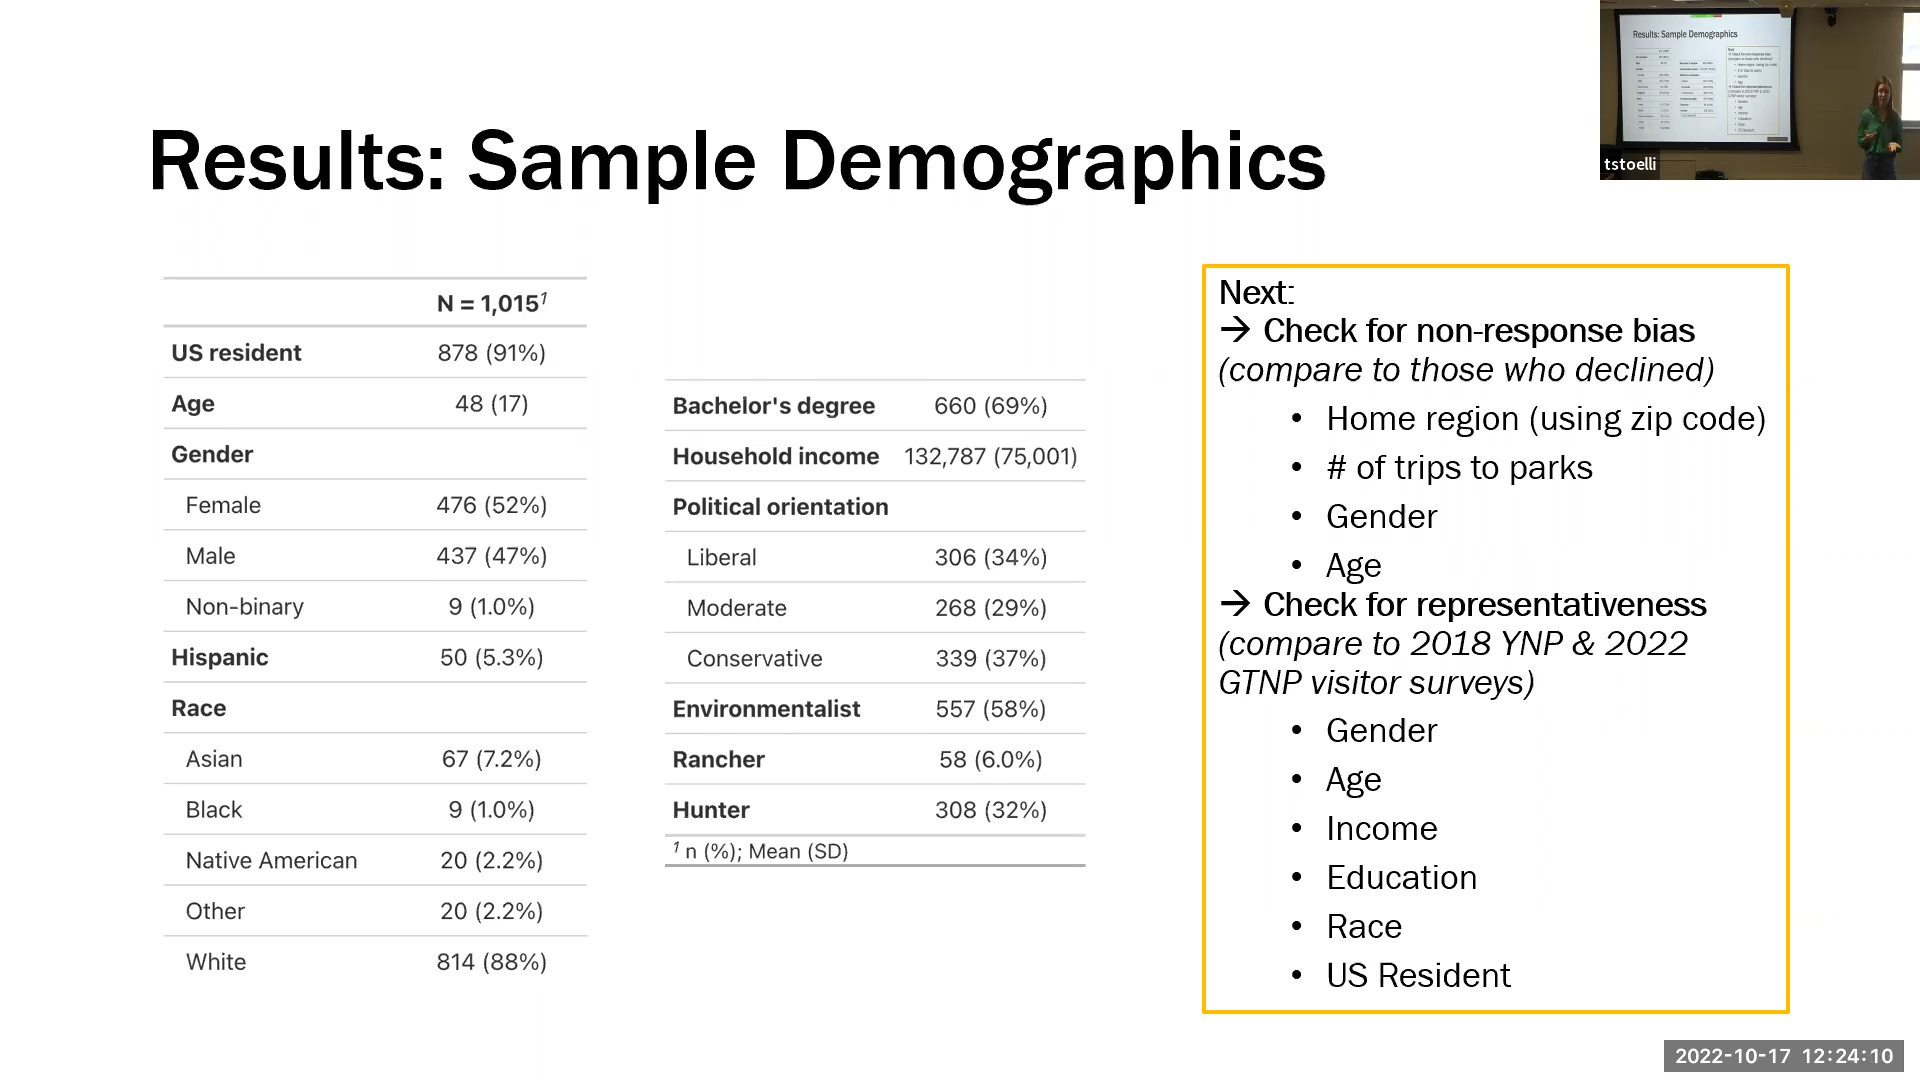 Results: Sample Demographics
Results: Sample Demographics
tstoelli
N = 1,015¹
US resident 878 (91%)
Age 48 (17)
Gender
Female 476 (52%)
Male 437 (47%)
Non-binary 9 (1.0%)
Hispanic 50 (5.3%)
Race
Asian 67 (7.2%)
Black 9 (1.0%)
Native American 20 (2.2%)
Other 20 (2.2%)
White 814 (88%)
Bachelor's degree 660 (69%)
Household income 132,787 (75,001)
Political orientation
Liberal 306 (34%)
Moderate 268 (29%)
Conservative 339 (37%)
Environmentalist 557 (58%)
Rancher 58 (6.0%)
Hunter 308 (32%)
¹ n (%); Mean (SD)
Next:
→ Check for non-response bias
(compare to those who declined)
• Home region (using zip code)
• # of trips to parks
• Gender
• Age
→ Check for representativeness
(compare to 2018 YNP & 2022
GTNP visitor surveys)
• Gender
• Age
• Income
• Education
• Race
• US Resident
2022-10-17 12:24:10